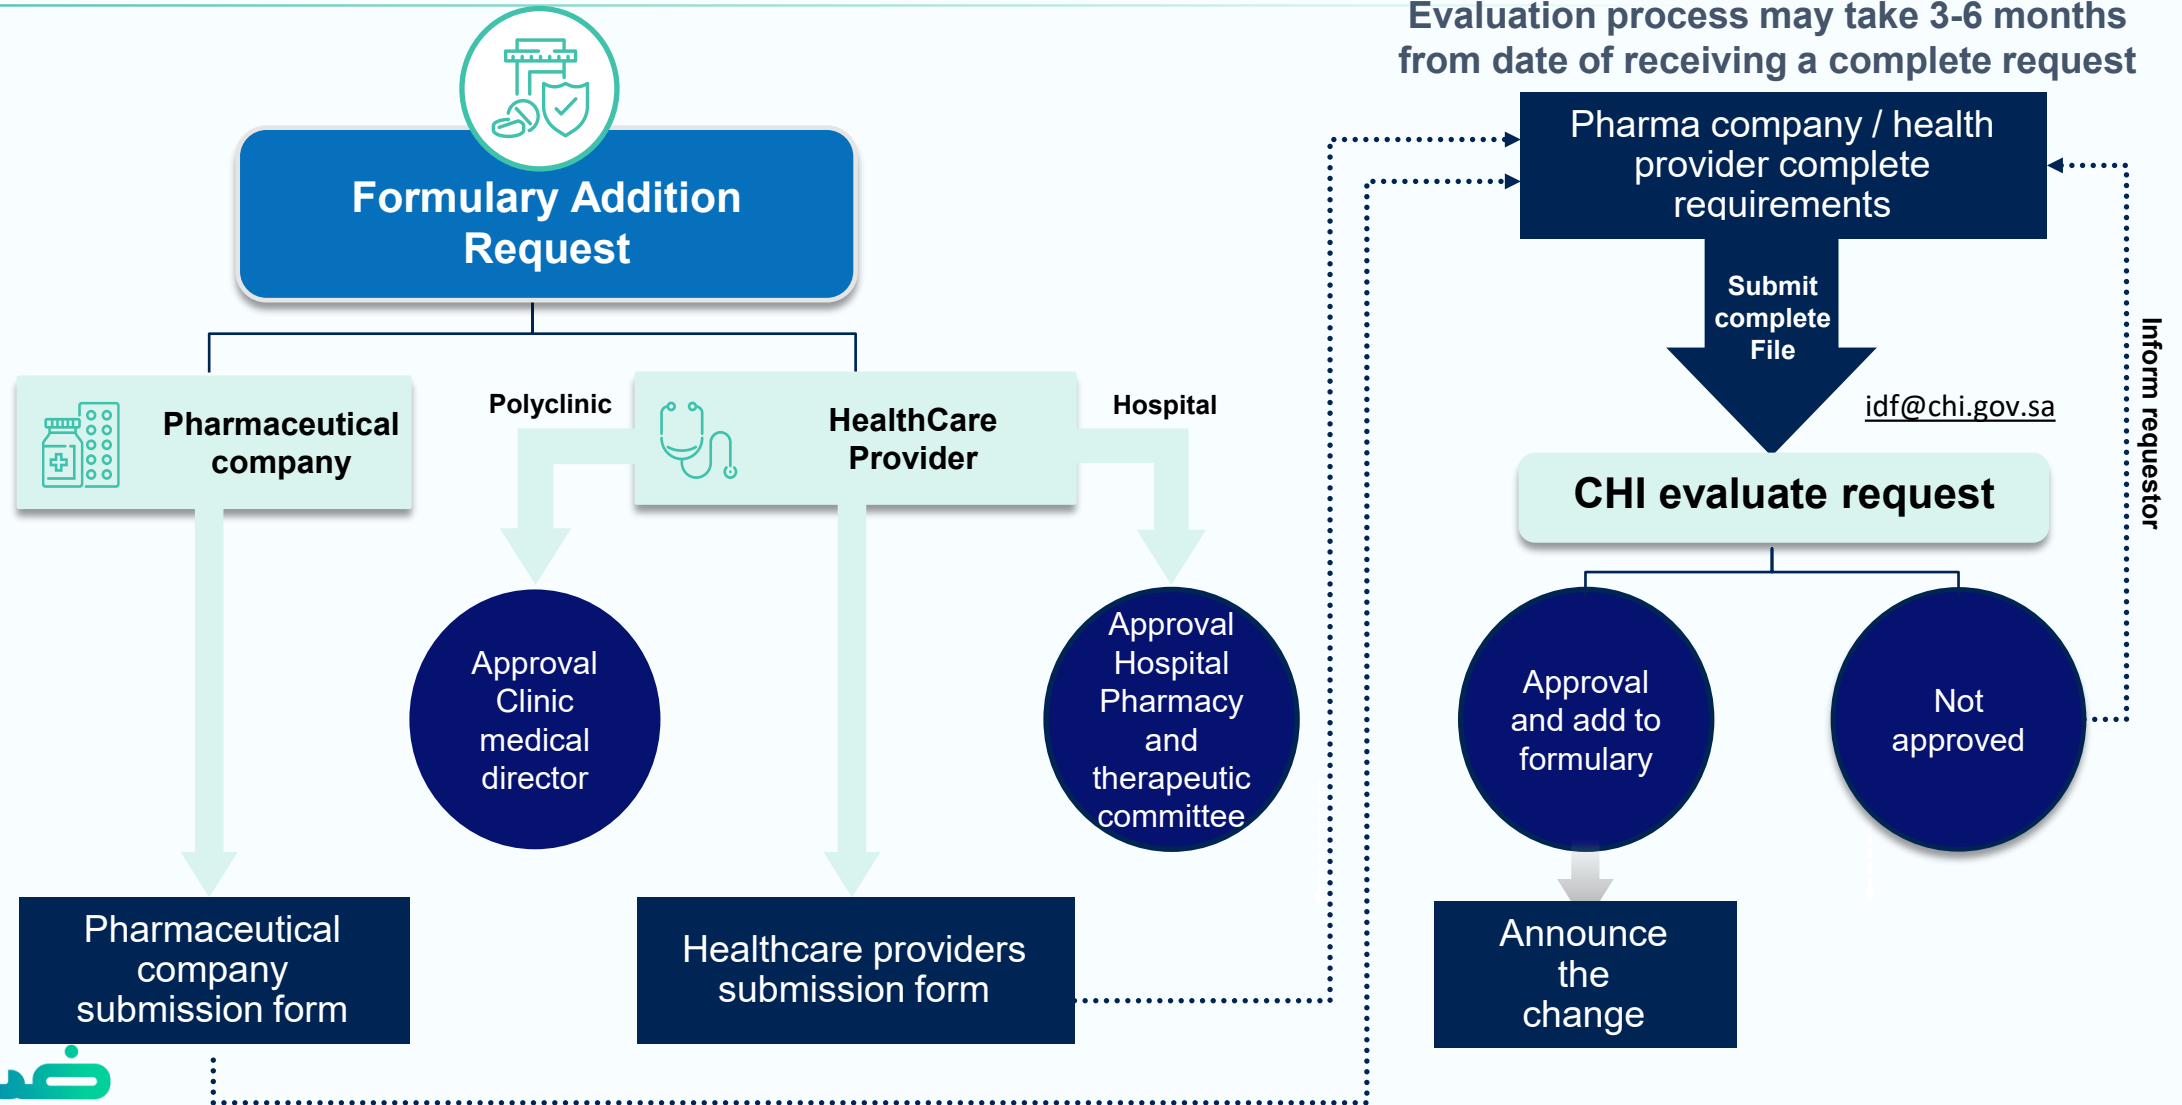 Evaluation process may take 3-6 months
from date of receiving a complete request
Formulary Addition
Request
Pharmaceutical
company
Polyclinic
HealthCare
Provider
Hospital
Approval
Clinic
medical
director
Approval
Hospital
Pharmacy
and
therapeutic
committee
Pharmaceutical
company
submission form
Healthcare providers
submission form
Pharma company / health
provider complete
requirements
Submit
complete
File
idf@chi.gov.sa
Inform requestor
CHI evaluate request
Approval
and add to
formulary
Not
approved
Announce
the
change